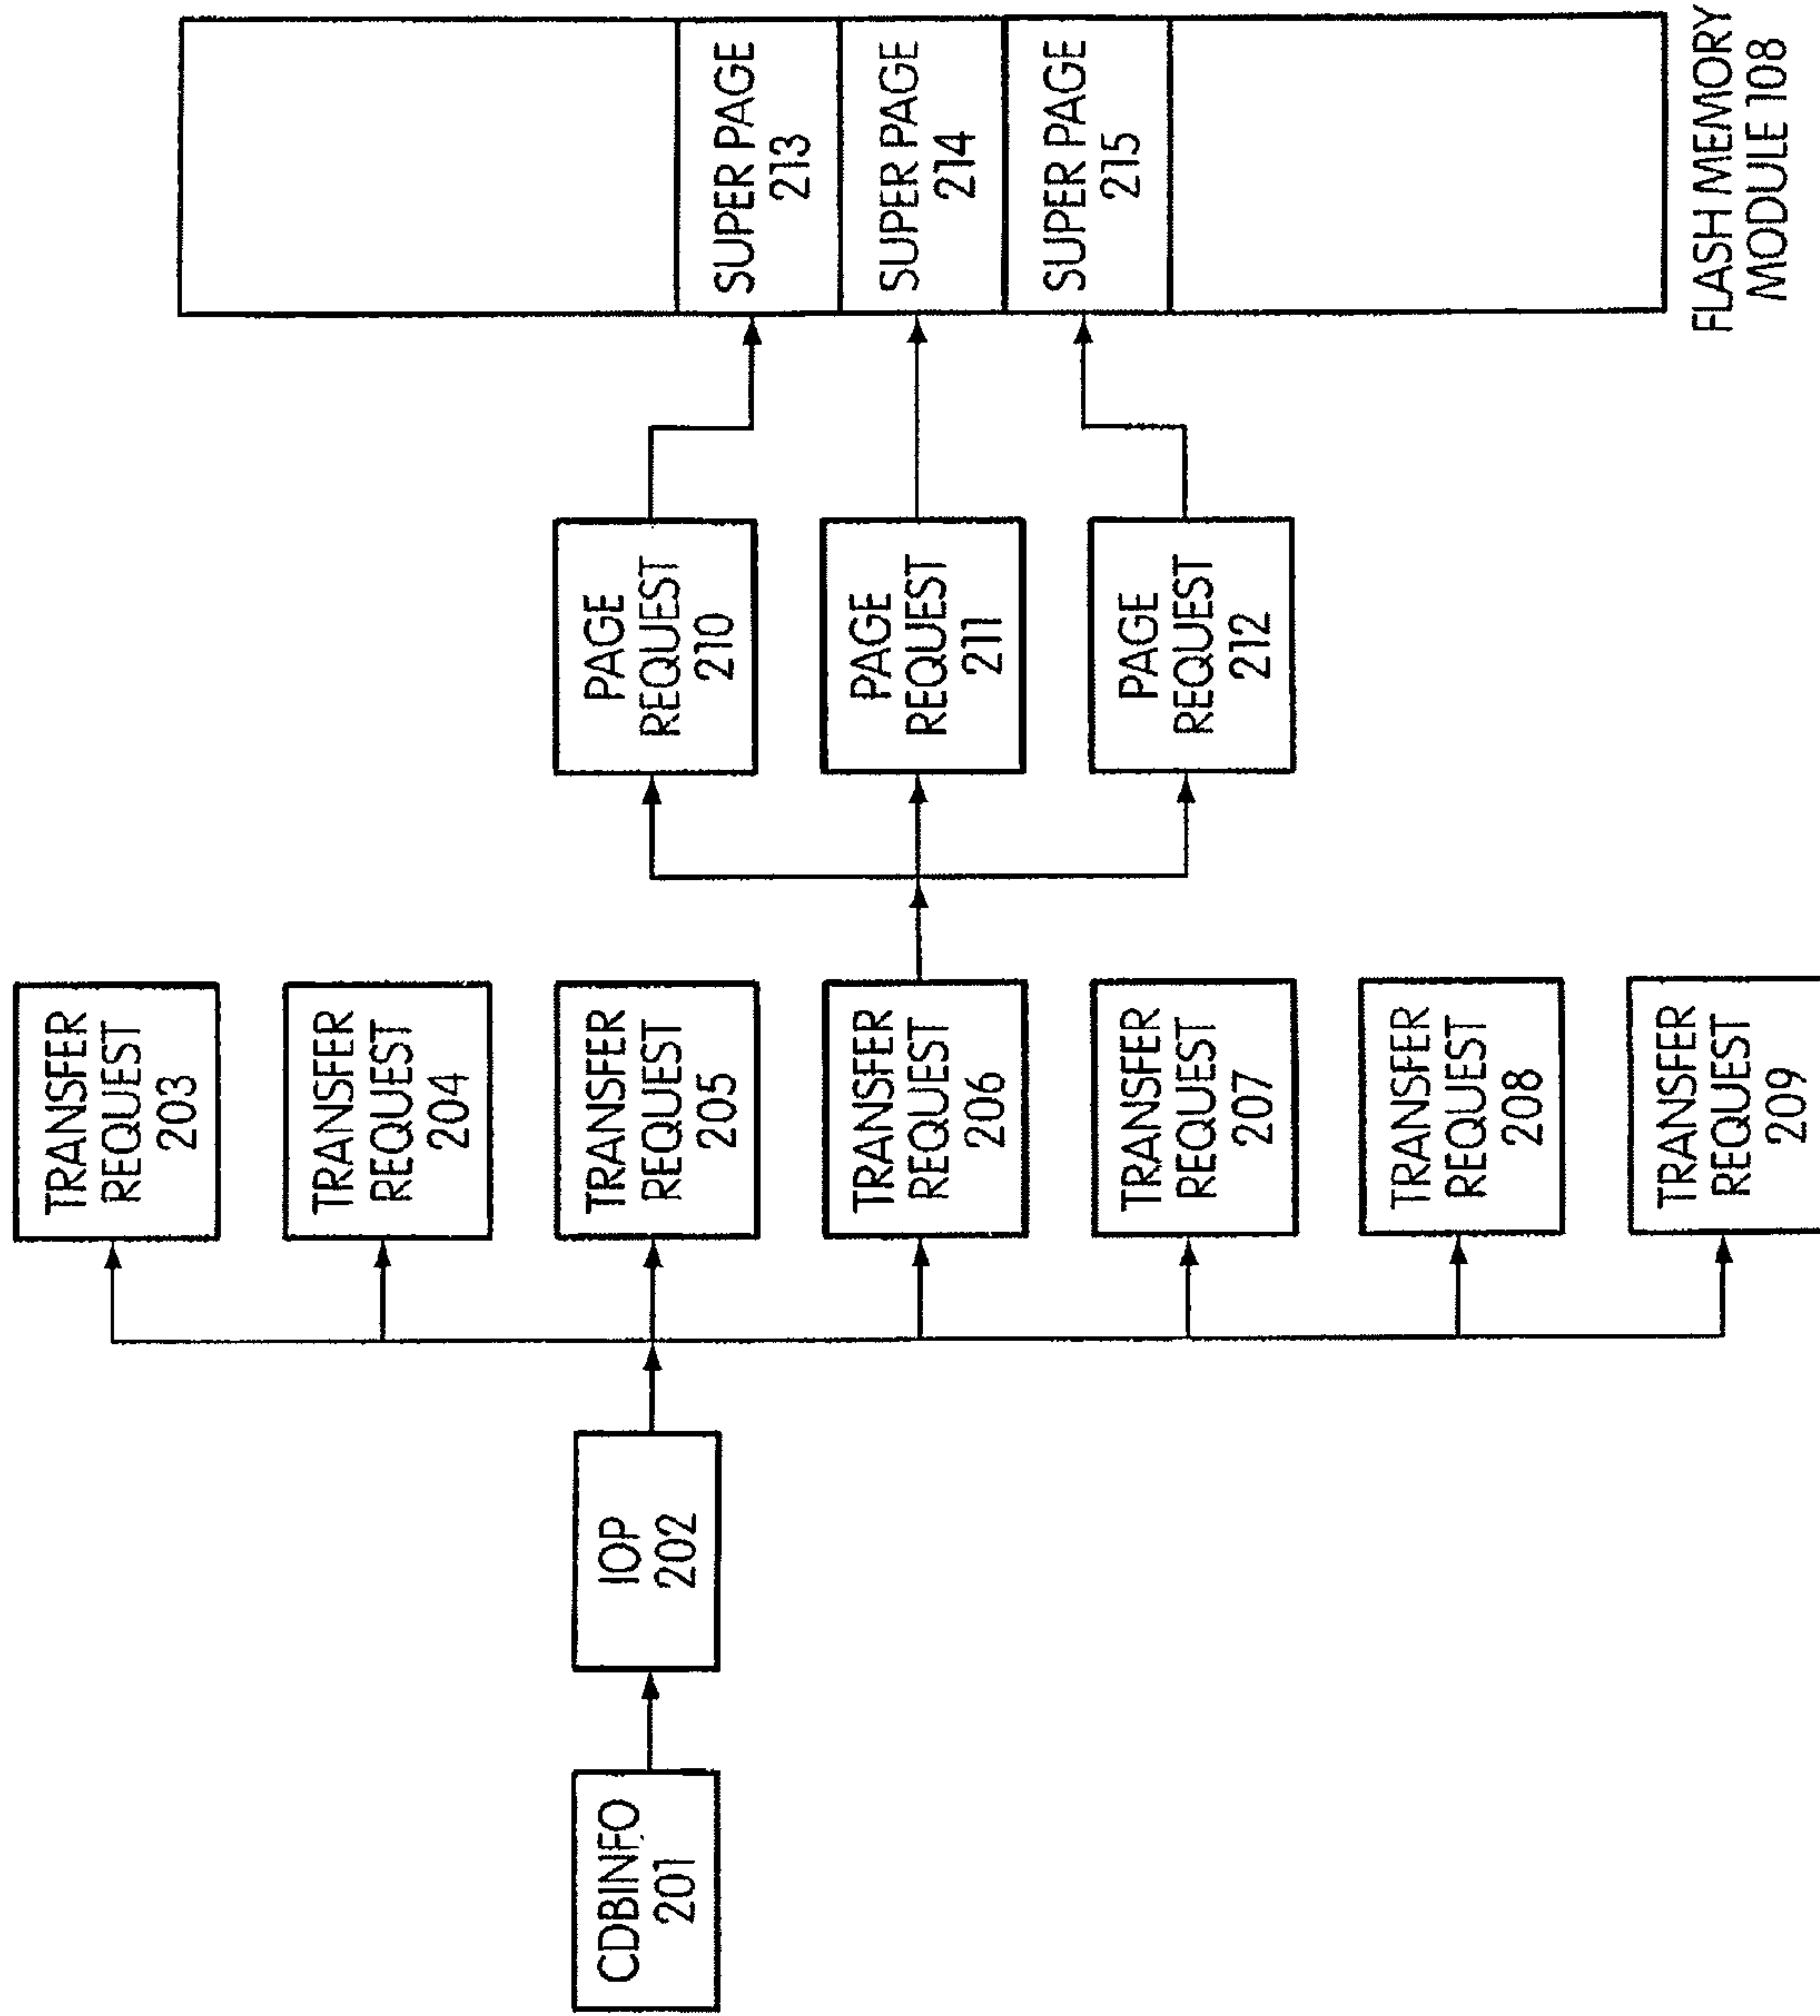 CDBINFO
201
IOP
202
TRANSFER
REQUEST
203
TRANSFER
REQUEST
204
TRANSFER
REQUEST
205
TRANSFER
REQUEST
206
TRANSFER
REQUEST
207
TRANSFER
REQUEST
208
TRANSFER
REQUEST
209
PAGE
REQUEST
210
PAGE
REQUEST
211
PAGE
REQUEST
212
SUPER PAGE
213
SUPER PAGE
214
SUPER PAGE
215
FLASH MEMORY
MODULE 108